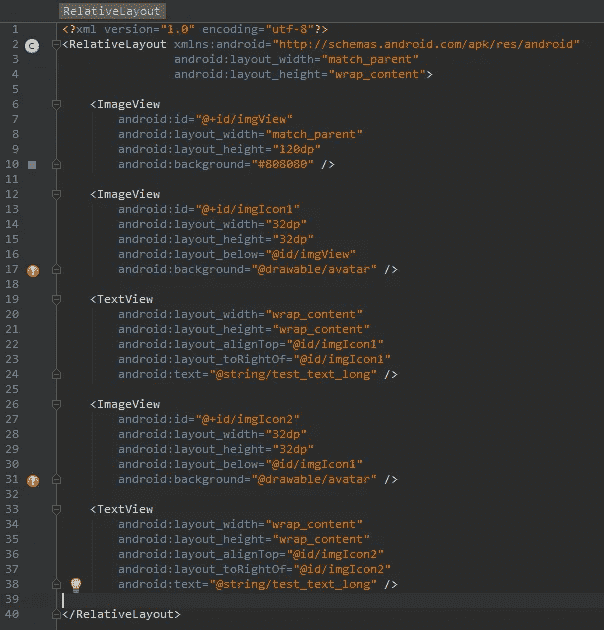 RelativeLayout
1 <?xml version="1.0" encoding="utf-8"?>
2 <RelativeLayout xmlns:android="http://schemas.android.com/apk/res/android"
3 android:layout_width="match_parent"
4 android:layout_height="wrap_content">
5
6 <ImageView
7 android:id="@+id/imgView"
8 android:layout_width="match_parent"
9 android:layout_height="120dp"
10 android:background="#808080" />
11
12 <ImageView
13 android:id="@+id/imgIcon1"
14 android:layout_width="32dp"
15 android:layout_height="32dp"
16 android:layout_below="@id/imgView"
17 android:background="@drawable/avatar" />
18
19 <TextView
20 android:layout_width="wrap_content"
21 android:layout_height="wrap_content"
22 android:layout_alignTop="@id/imgIcon1"
23 android:layout_toRightOf="@id/imgIcon1"
24 android:text="@string/test_text_long" />
25
26 <ImageView
27 android:id="@+id/imgIcon2"
28 android:layout_width="32dp"
29 android:layout_height="32dp"
30 android:layout_below="@id/imgIcon1"
31 android:background="@drawable/avatar" />
32
33 <TextView
34 android:layout_width="wrap_content"
35 android:layout_height="wrap_content"
36 android:layout_alignTop="@id/imgIcon2"
37 android:layout_toRightOf="@id/imgIcon2"
38 android:text="@string/test_text_long" />
39
40 </RelativeLayout>